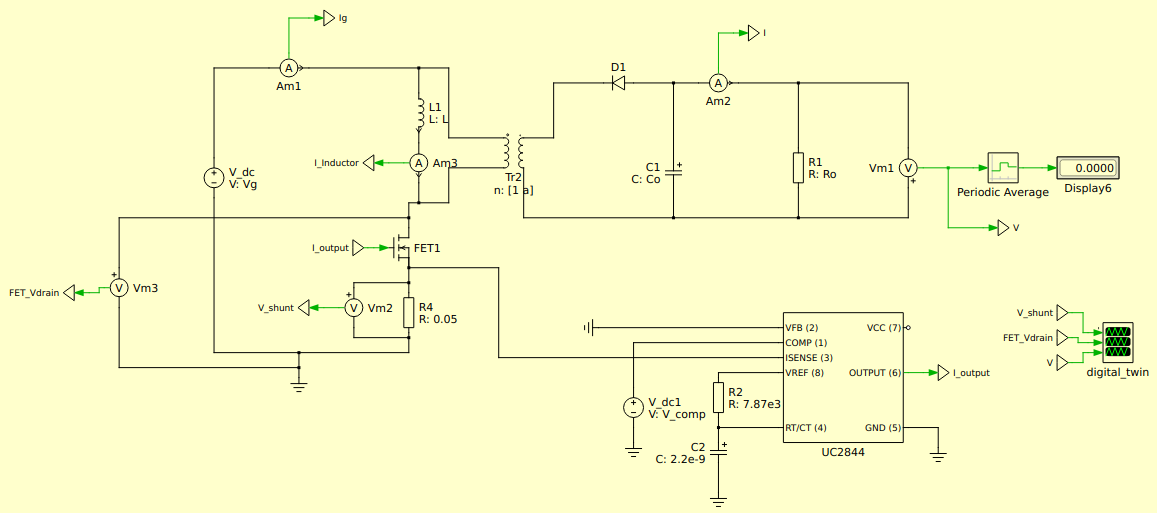 Ig
A
Am1
I
D1
A
Am2
L1
L: L
I_Inductor
A
Am3
Tr2
n: [1 a]
V_dc
V: Vg
C1
C: Co
R1
R: Ro
Vm1
V
Periodic Average
0.0000
Display6
V
I_output
FET1
FET_Vdrain
V
Vm3
V_shunt
V
Vm2
R4
R: 0.05
VFB (2)
VCC (7)
COMP (1)
ISENSE (3)
VREF (8)
OUTPUT (6)
I_output
RT/CT (4)
GND (5)
UC2844
V_dc1
V: V_comp
R2
R: 7.87e3
C2
C: 2.2e-9
V_shunt
FET_Vdrain
V
digital_twin